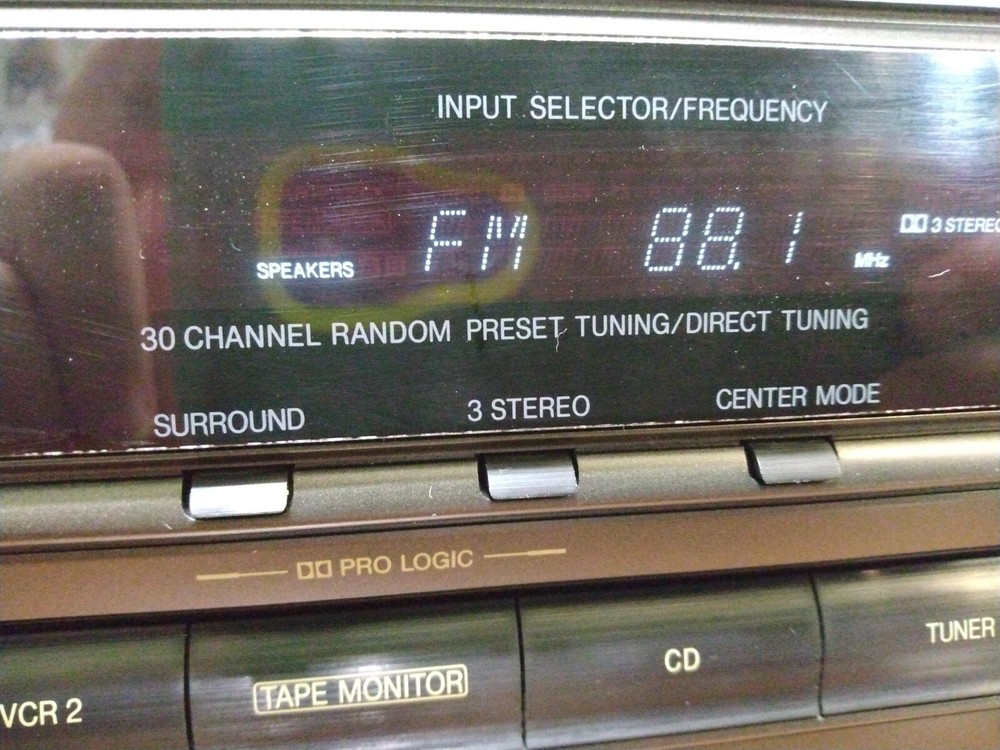 INPUT SELECTOR/FREQUENCY
SPEAKERS FM 88.1 MHz 3 STEREO
30 CHANNEL RANDOM PRESET TUNING/DIRECT TUNING
SURROUND 3 STEREO CENTER MODE
PRO LOGIC
VCR 2 TAPE MONITOR CD TUNER